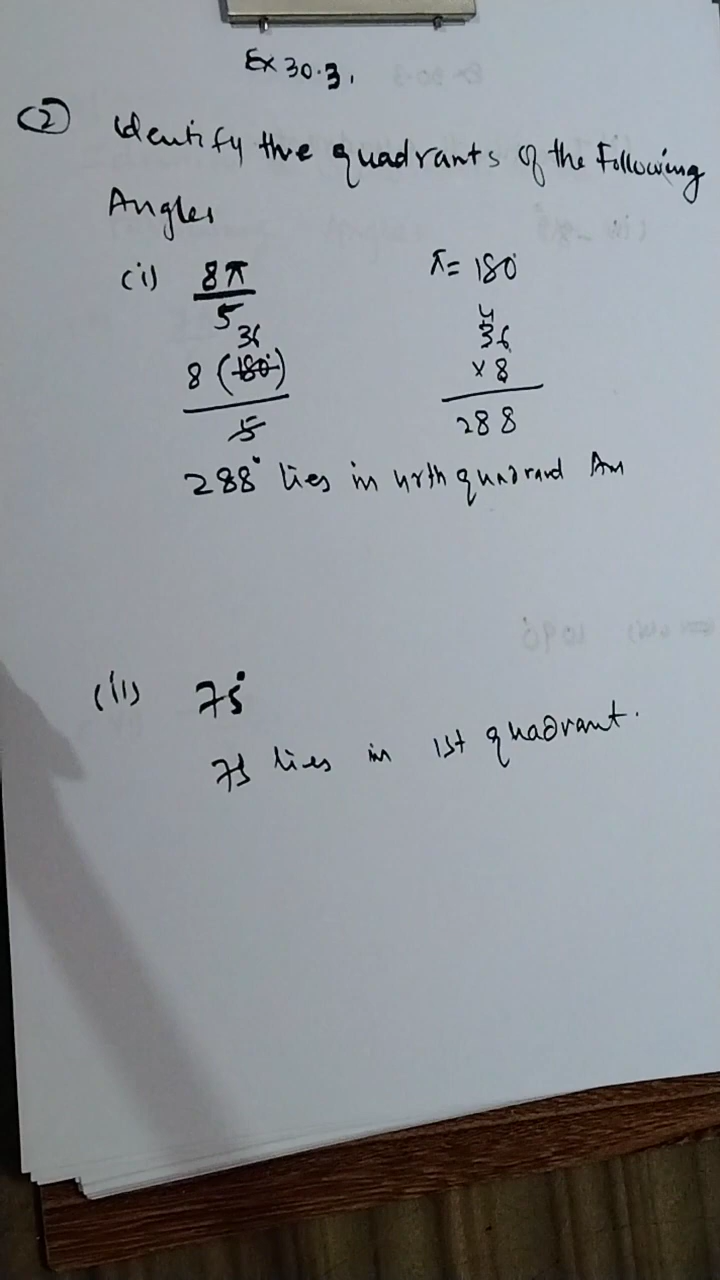 Ex 30.3.
(2) Identify the quadrants of the Following
Angles
(i) 8π/5 π = 180°
36 4
8 (180°) 36
5 × 8
288
288° lies in 4rth quadrand An
(ii) 75°
75 lies in 1st quadrant.